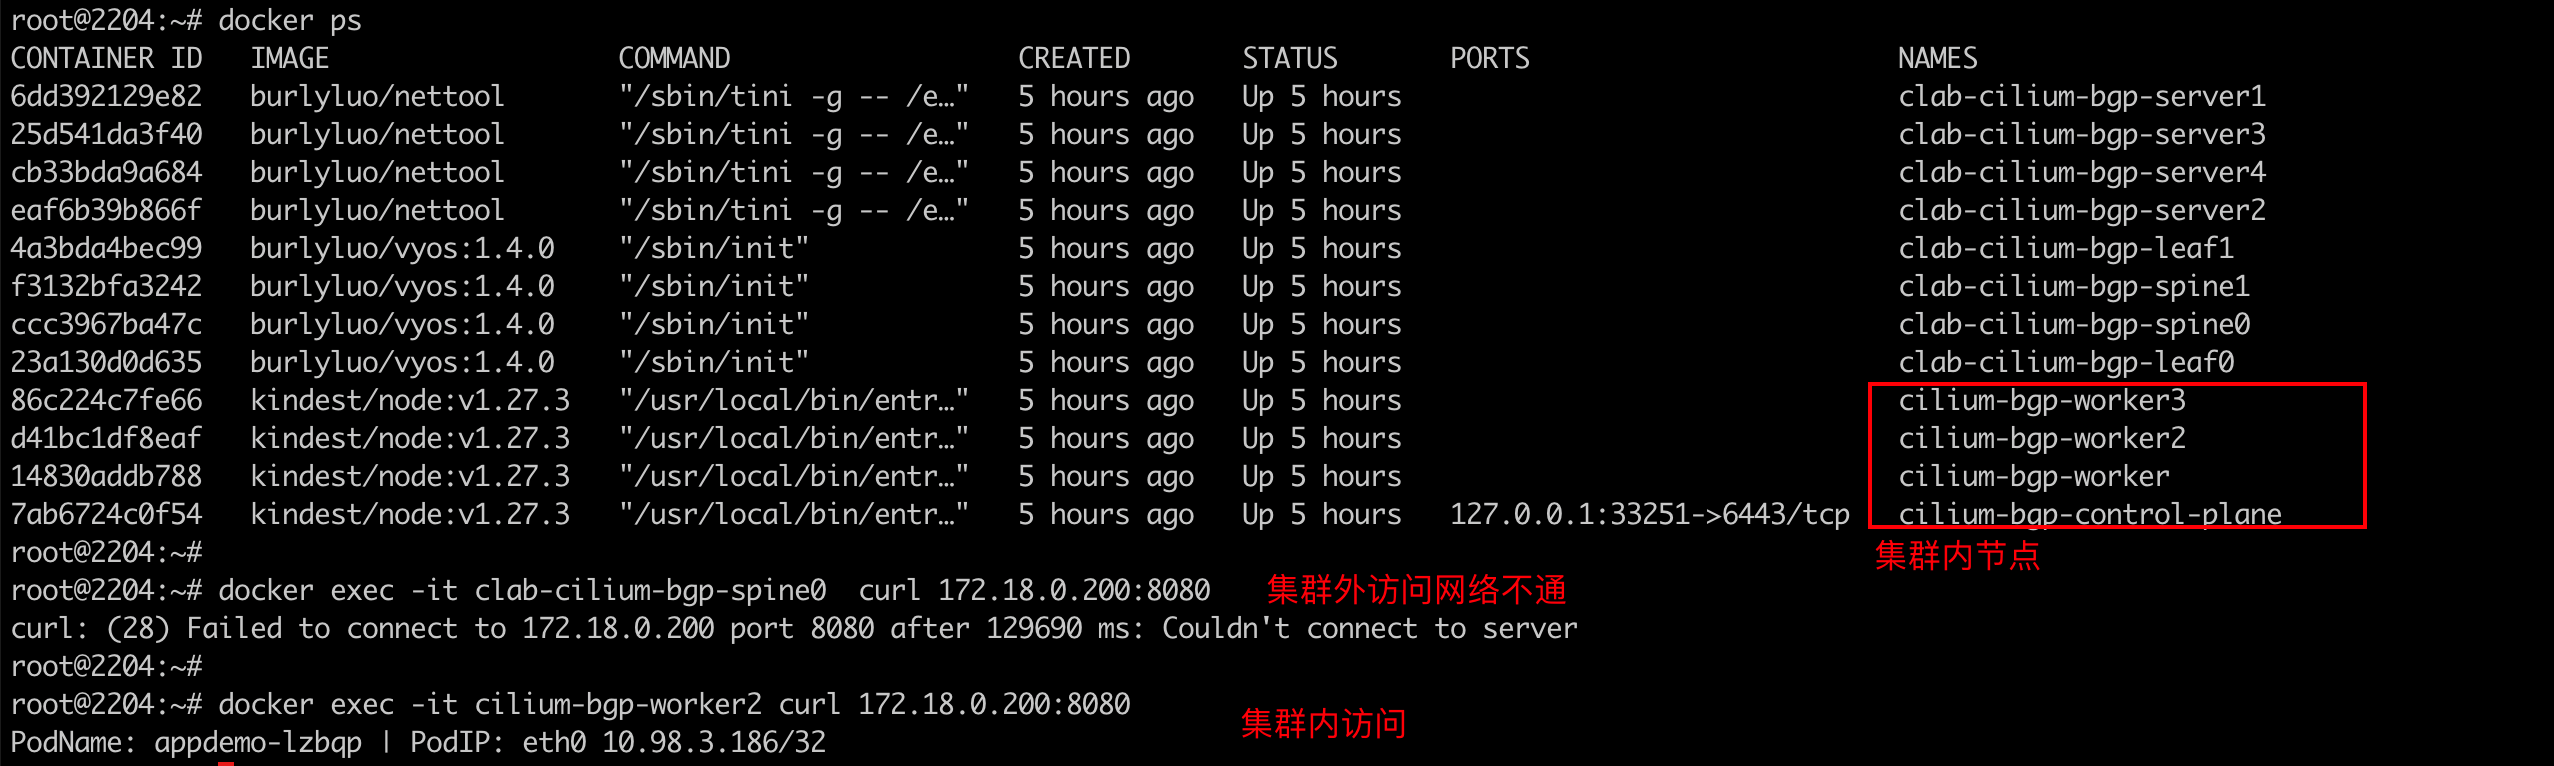 root@2204:~# docker ps
CONTAINER ID   IMAGE                  COMMAND                  CREATED       STATUS       PORTS                       NAMES
6dd392129e82   burlyluo/nettool       "/sbin/tini -g -- /e…"   5 hours ago   Up 5 hours                               clab-cilium-bgp-server1
25d541da3f40   burlyluo/nettool       "/sbin/tini -g -- /e…"   5 hours ago   Up 5 hours                               clab-cilium-bgp-server3
cb33bda9a684   burlyluo/nettool       "/sbin/tini -g -- /e…"   5 hours ago   Up 5 hours                               clab-cilium-bgp-server4
eaf6b39b866f   burlyluo/nettool       "/sbin/tini -g -- /e…"   5 hours ago   Up 5 hours                               clab-cilium-bgp-server2
4a3bda4bec99   burlyluo/vyos:1.4.0    "/sbin/init"             5 hours ago   Up 5 hours                               clab-cilium-bgp-leaf1
f3132bfa3242   burlyluo/vyos:1.4.0    "/sbin/init"             5 hours ago   Up 5 hours                               clab-cilium-bgp-spine1
ccc3967ba47c   burlyluo/vyos:1.4.0    "/sbin/init"             5 hours ago   Up 5 hours                               clab-cilium-bgp-spine0
23a130d0d635   burlyluo/vyos:1.4.0    "/sbin/init"             5 hours ago   Up 5 hours                               clab-cilium-bgp-leaf0
86c224c7fe66   kindest/node:v1.27.3   "/usr/local/bin/entr…"   5 hours ago   Up 5 hours                               cilium-bgp-worker3
d41bc1df8eaf   kindest/node:v1.27.3   "/usr/local/bin/entr…"   5 hours ago   Up 5 hours                               cilium-bgp-worker2
14830addb788   kindest/node:v1.27.3   "/usr/local/bin/entr…"   5 hours ago   Up 5 hours                               cilium-bgp-worker
7ab6724c0f54   kindest/node:v1.27.3   "/usr/local/bin/entr…"   5 hours ago   Up 5 hours   127.0.0.1:33251->6443/tcp   cilium-bgp-control-plane
root@2204:~#
集群内节点
root@2204:~# docker exec -it clab-cilium-bgp-spine0  curl 172.18.0.200:8080
集群外访问网络不通
curl: (28) Failed to connect to 172.18.0.200 port 8080 after 129690 ms: Couldn't connect to server
root@2204:~#
root@2204:~# docker exec -it cilium-bgp-worker2 curl 172.18.0.200:8080
集群内访问
PodName: appdemo-lzbqp | PodIP: eth0 10.98.3.186/32